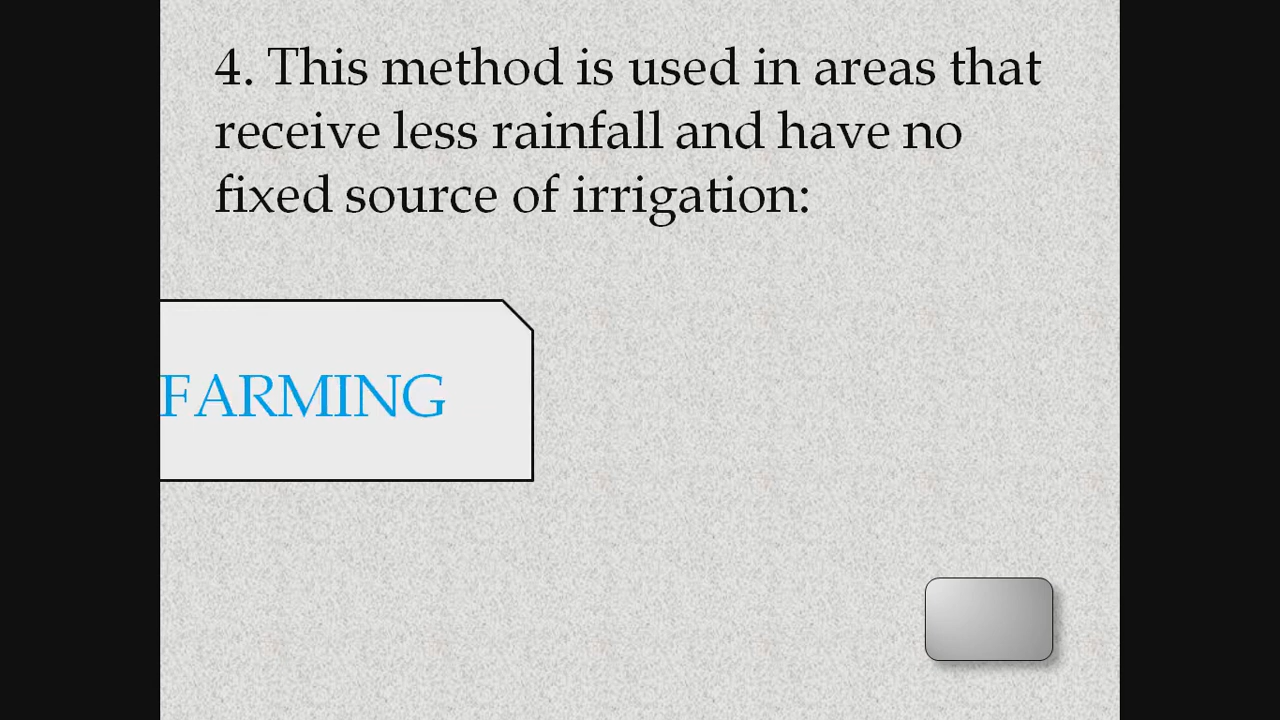 4. This method is used in areas that
receive less rainfall and have no
fixed source of irrigation:
FARMING